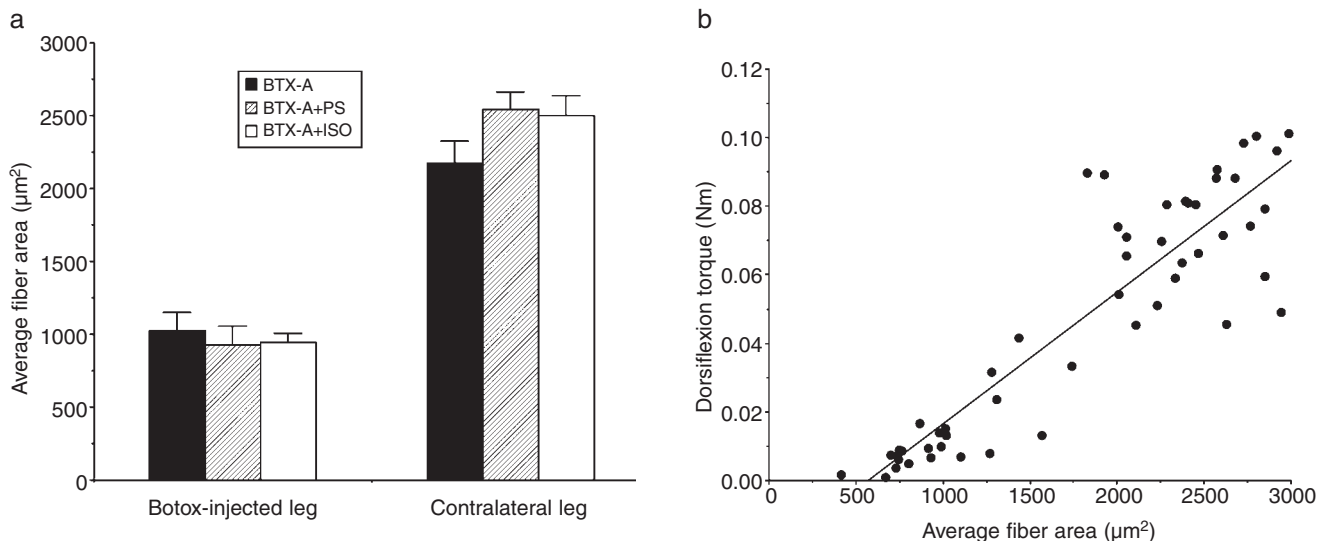 a
3000
2500
2000
1500
1000
500
0
Average fiber area (µm²)
BTX-A
BTX-A+PS
BTX-A+ISO
Botox-injected leg
Contralateral leg
b
0.12
0.10
0.08
0.06
0.04
0.02
0.00
Dorsiflexion torque (Nm)
0
500
1000
1500
2000
2500
3000
Average fiber area (µm²)